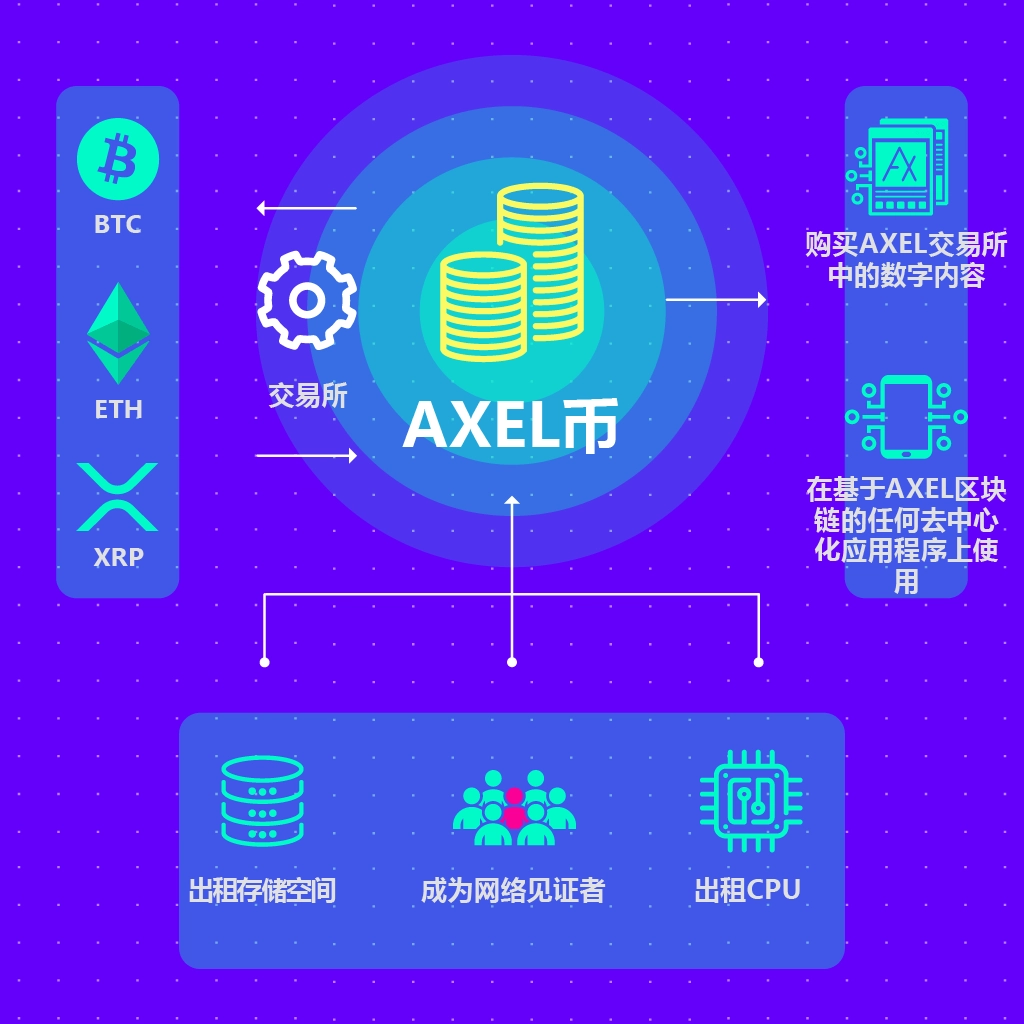 BTC
ETH
XRP
交易所
AXEL币
AX
购买AXEL交易所
中的数字内容
在基于AXEL区块
链的任何去中心
化应用程序上使
用
出租存储空间
成为网络见证者
出租CPU